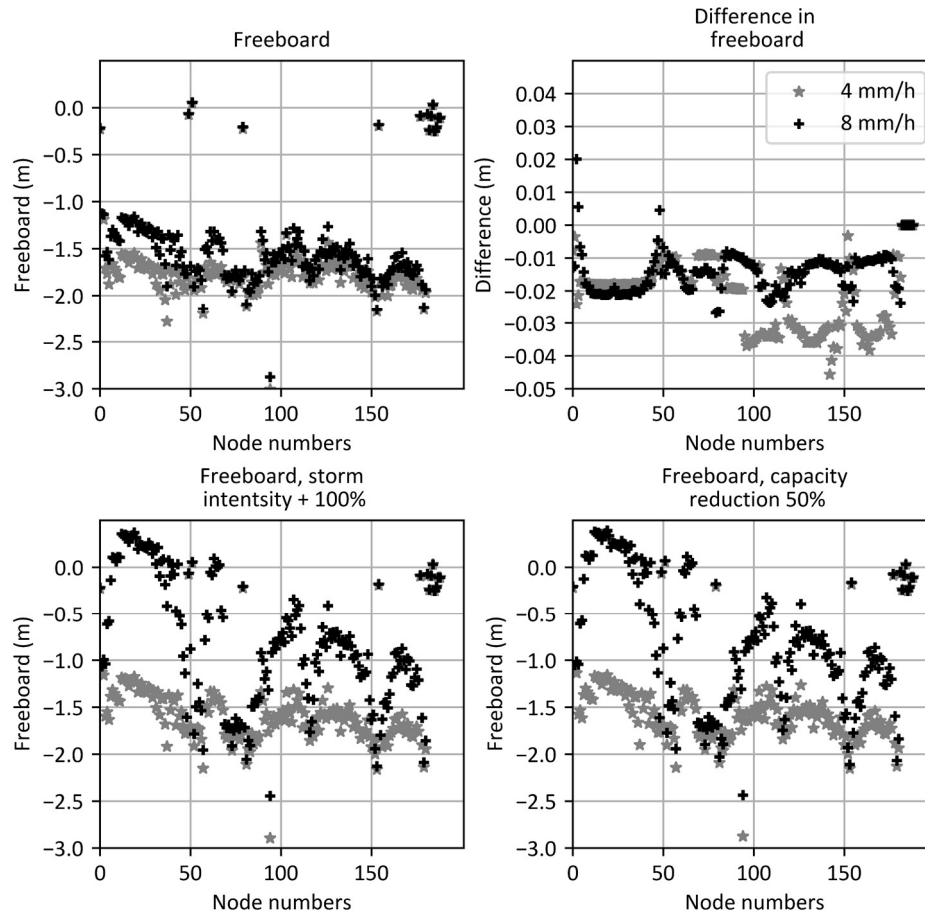 Freeboard
0.0
−0.5
−1.0
−1.5
−2.0
−2.5
−3.0
Freeboard (m)
0 50 100 150
Node numbers
Difference in
freeboard
4 mm/h
8 mm/h
0.04
0.03
0.02
0.01
0.00
−0.01
−0.02
−0.03
−0.04
−0.05
Difference (m)
0 50 100 150
Node numbers
Freeboard, storm
intentsity + 100%
0.0
−0.5
−1.0
−1.5
−2.0
−2.5
−3.0
Freeboard (m)
0 50 100 150
Node numbers
Freeboard, capacity
reduction 50%
0.0
−0.5
−1.0
−1.5
−2.0
−2.5
−3.0
Freeboard (m)
0 50 100 150
Node numbers